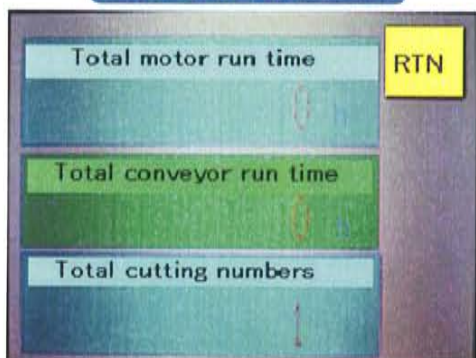 Total motor run time
RTN
0 h
Total conveyor run time
0 h
Total cutting numbers
1